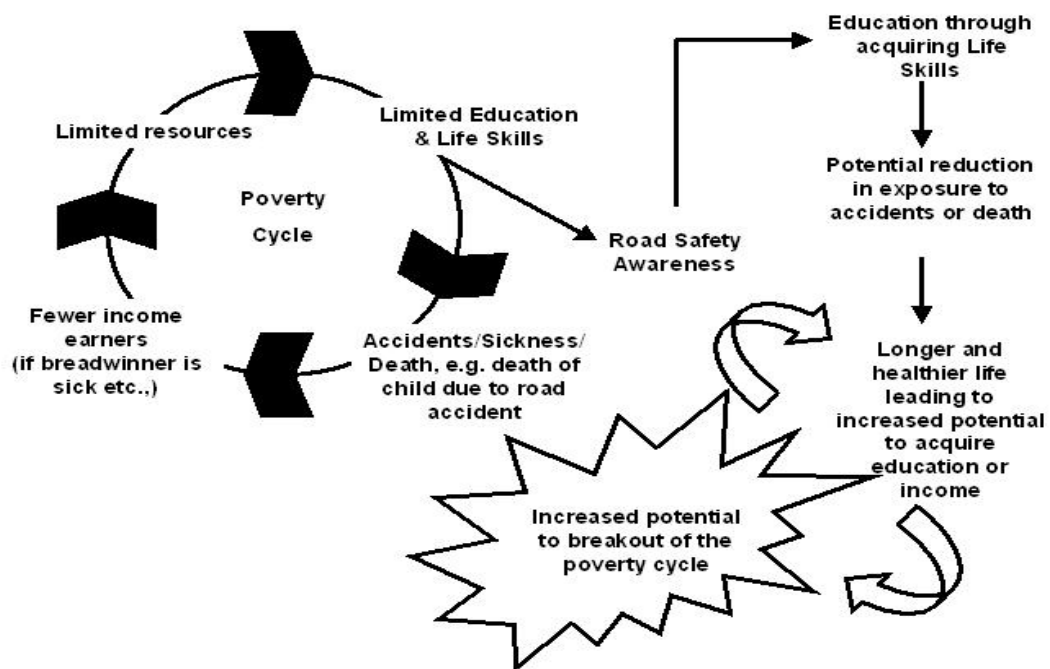 Limited resources
Limited Education
& Life Skills
Poverty
Cycle
Fewer income
earners
(if breadwinner is
sick etc.,)
Accidents/Sickness/
Death, e.g. death of
child due to road
accident
Road Safety
Awareness
Education through
acquiring Life
Skills
Potential reduction
in exposure to
accidents or death
Longer and
healthier life
leading to
increased potential
to acquire
education or
income
Increased potential
to breakout of the
poverty cycle